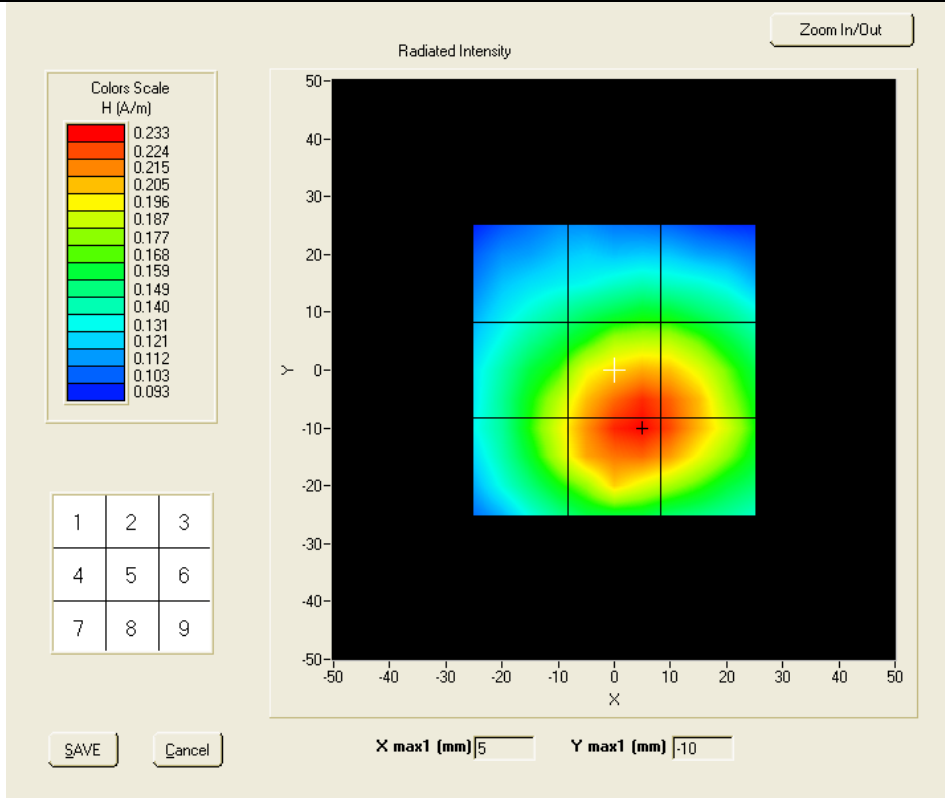 Zoom In/Out
Radiated Intensity
Colors Scale
H (A/m)
0.233
0.224
0.215
0.205
0.196
0.187
0.177
0.168
0.159
0.149
0.140
0.131
0.121
0.112
0.103
0.093
50
40
30
20
10
Y 0
-10
-20
-30
-40
-50
-50 -40 -30 -20 -10 0 10 20 30 40 50
X
1 2 3
4 5 6
7 8 9
SAVE Cancel
X max1 (mm) 5 Y max1 (mm) -10